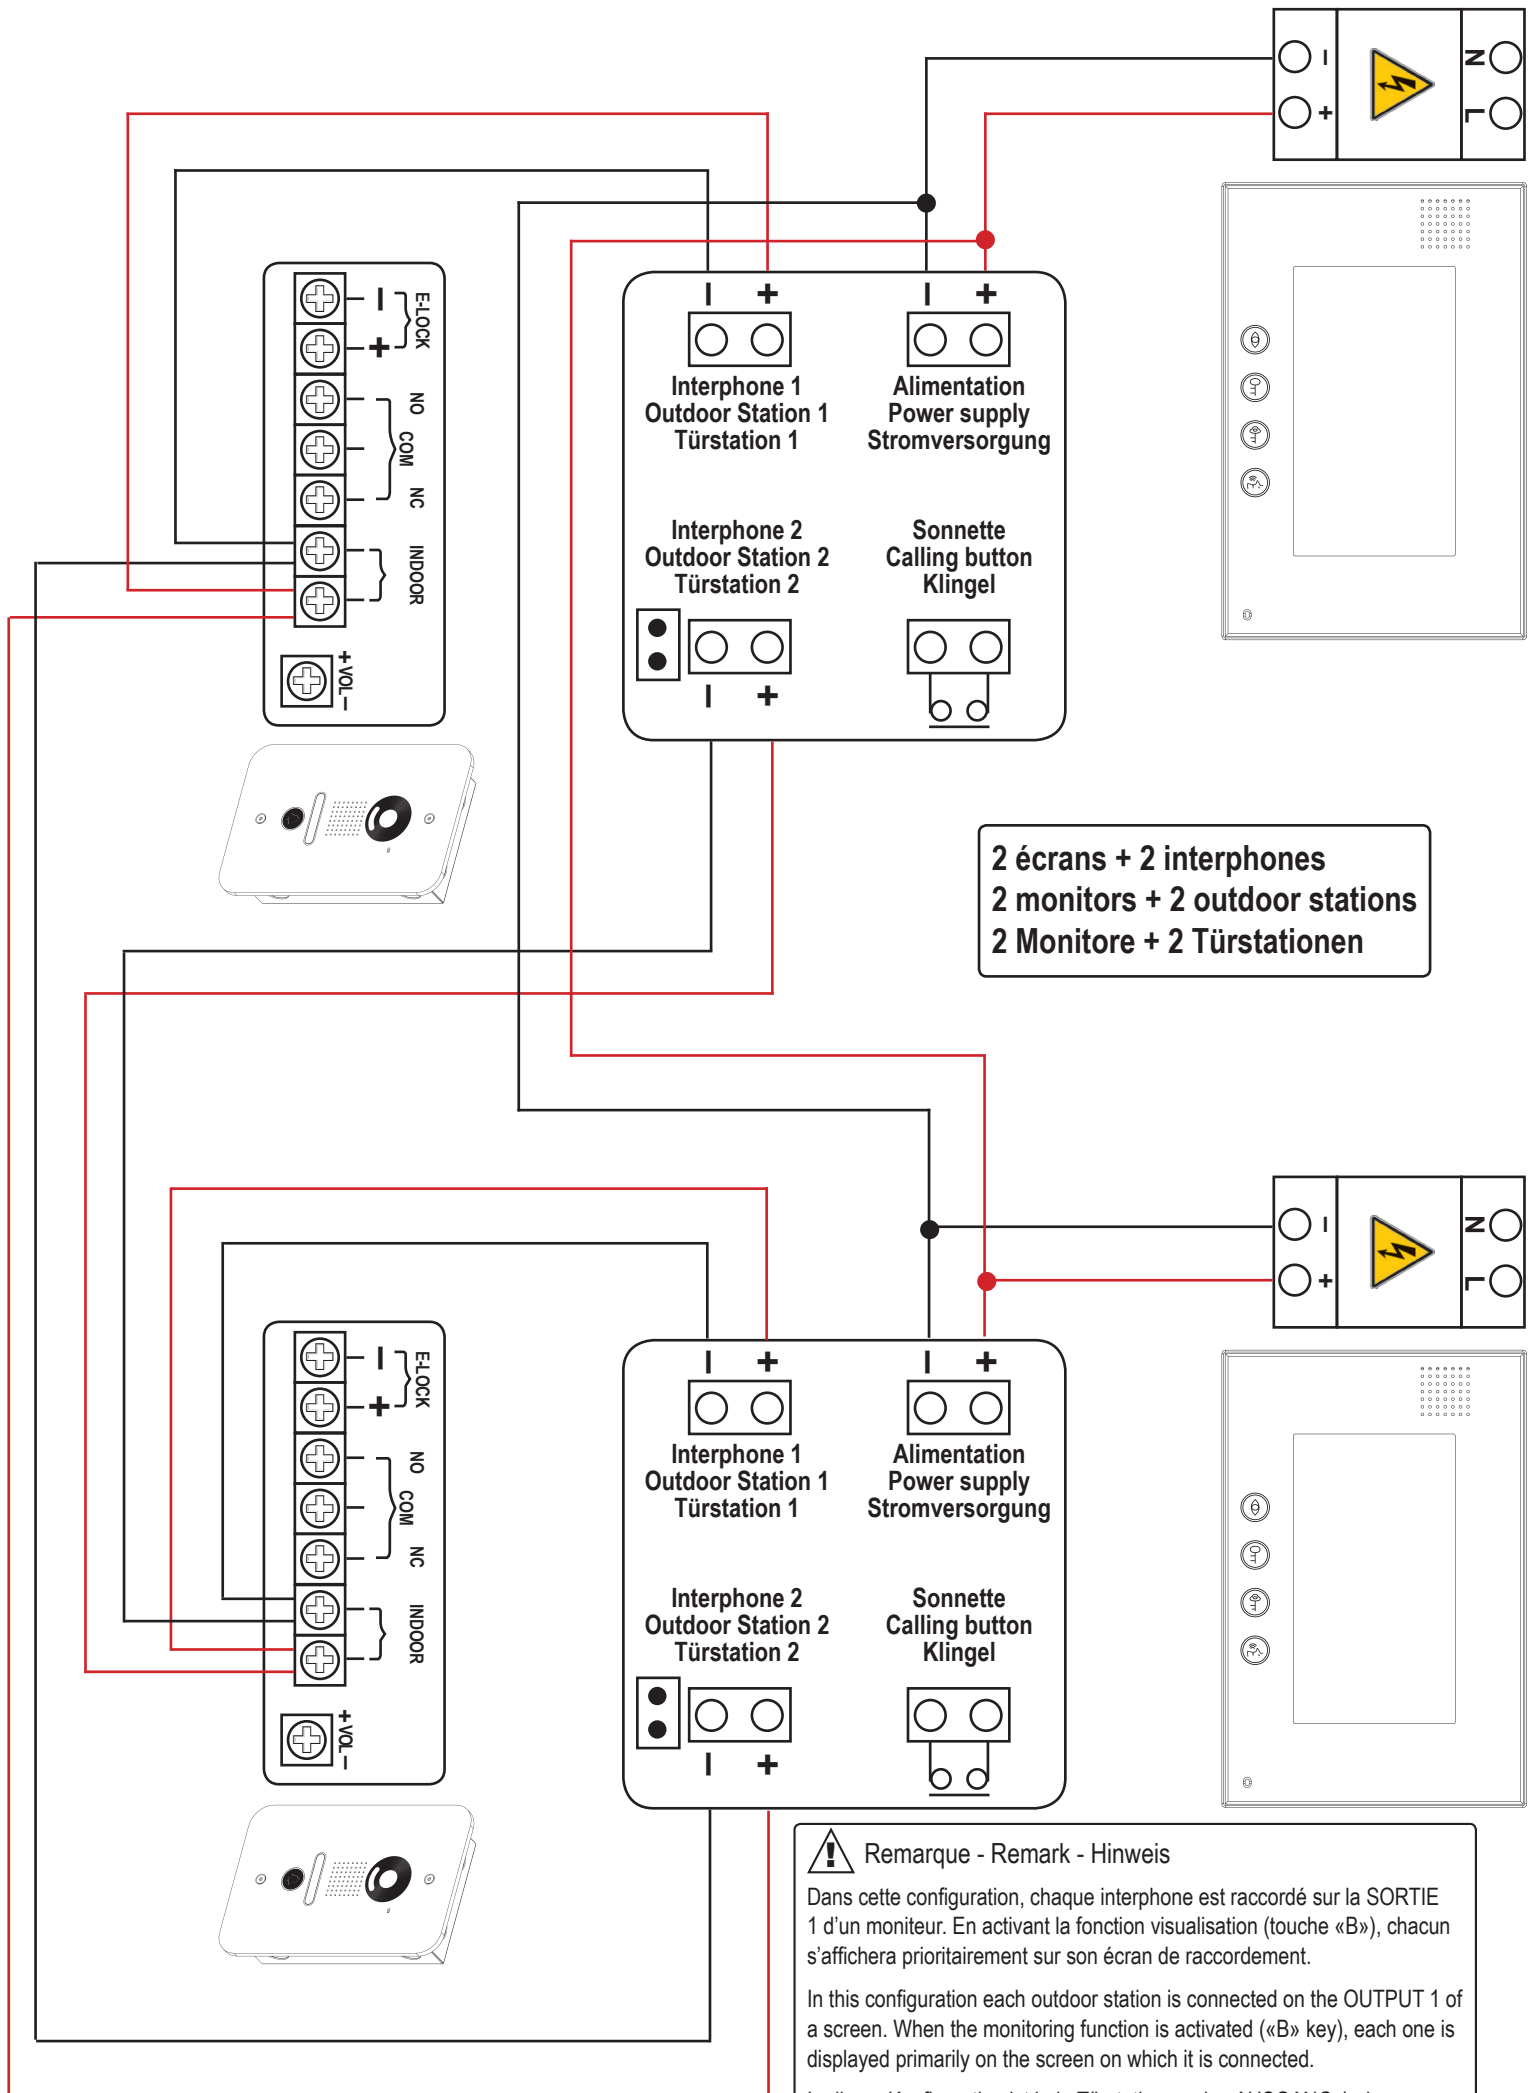 – N
+ L
– +
– +
Interphone 1
Outdoor Station 1
Türstation 1
Alimentation
Power supply
Stromversorgung
Interphone 2
Outdoor Station 2
Türstation 2
Sonnette
Calling button
Klingel
– +
– E-LOCK
+
NO
COM
NC
INDOOR
+ VOL –
2 écrans + 2 interphones
2 monitors + 2 outdoor stations
2 Monitore + 2 Türstationen
– N
+ L
– +
– +
Interphone 1
Outdoor Station 1
Türstation 1
Alimentation
Power supply
Stromversorgung
Interphone 2
Outdoor Station 2
Türstation 2
Sonnette
Calling button
Klingel
– +
– E-LOCK
+
NO
COM
NC
INDOOR
+ VOL –
! Remarque - Remark - Hinweis
Dans cette configuration, chaque interphone est raccordé sur la SORTIE
1 d’un moniteur. En activant la fonction visualisation (touche «B»), chacun
s’affichera prioritairement sur son écran de raccordement.
In this configuration each outdoor station is connected on the OUTPUT 1 of
a screen. When the monitoring function is activated («B» key), each one is
displayed primarily on the screen on which it is connected.